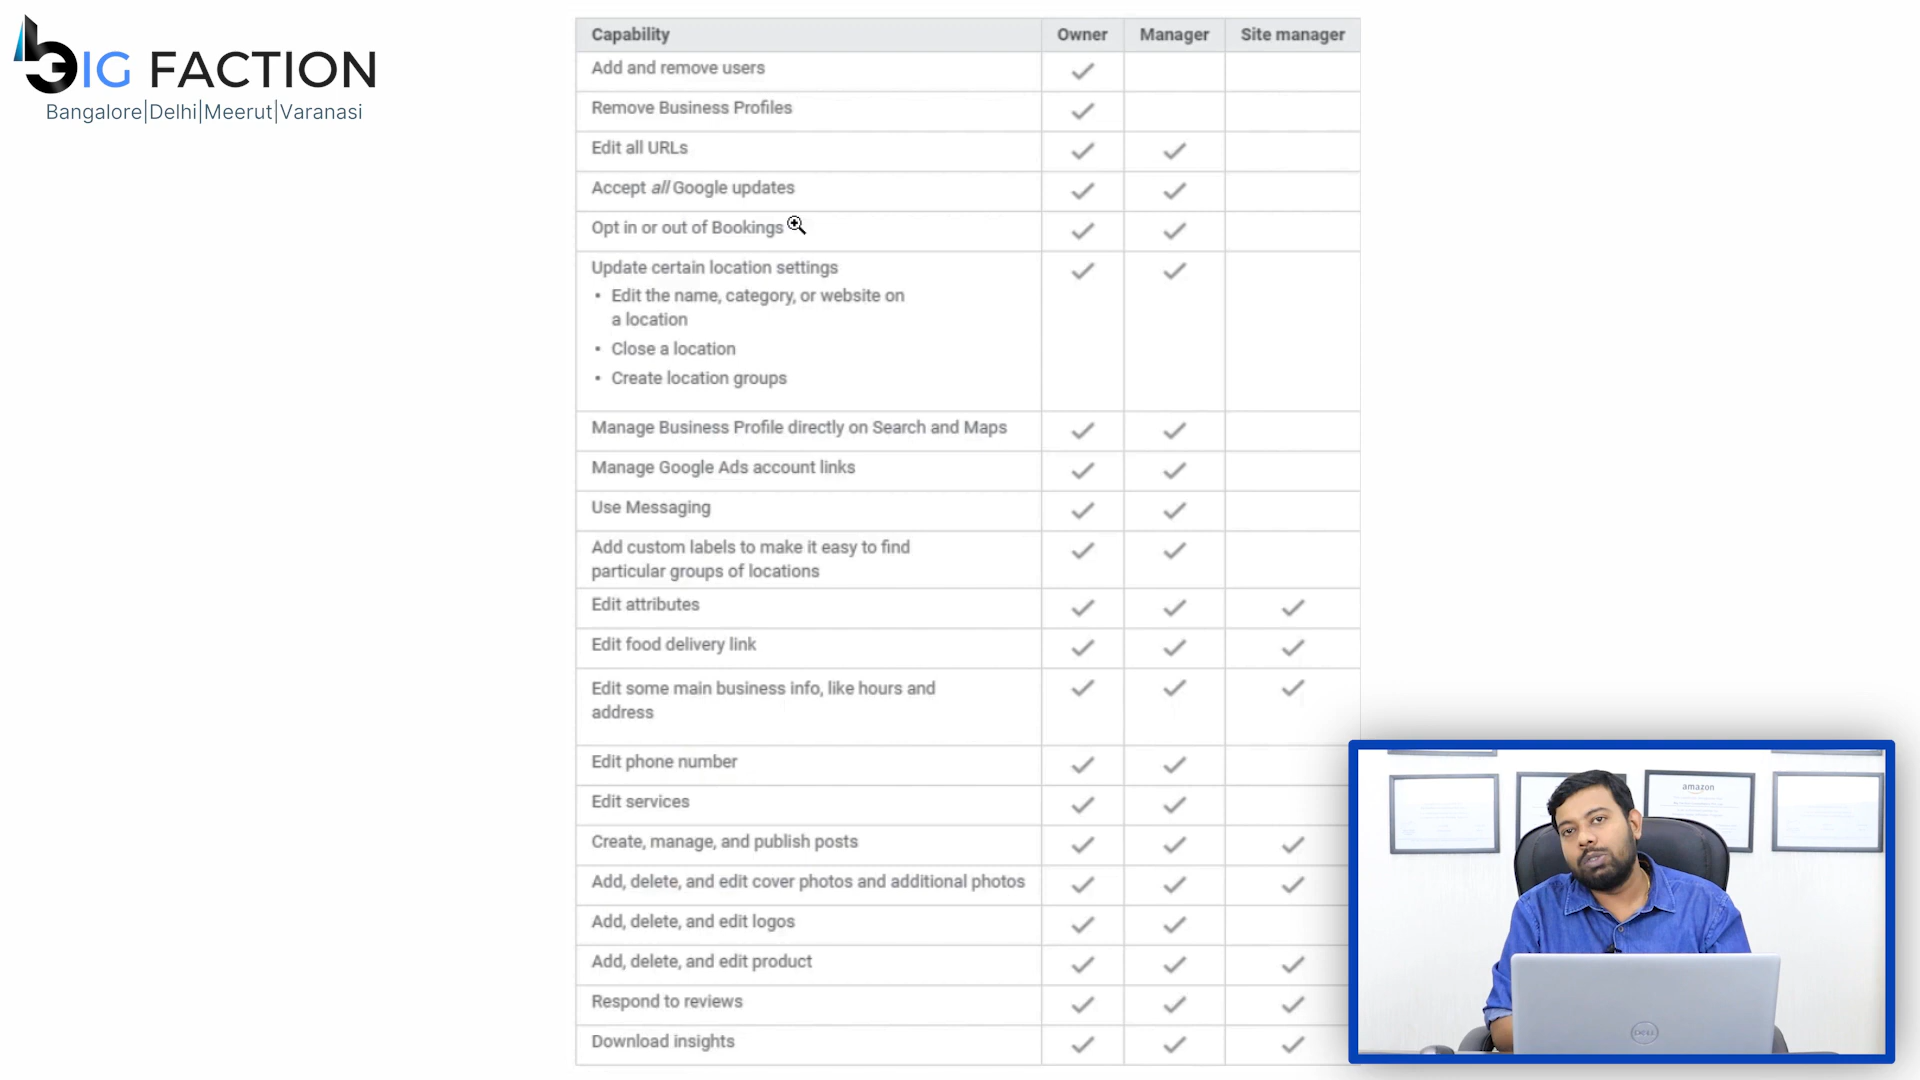 BIG FACTION
Bangalore|Delhi|Meerut|Varanasi
Capability Owner Manager Site manager
Add and remove users
Remove Business Profiles
Edit all URLs
Accept all Google updates
Opt in or out of Bookings
Update certain location settings
• Edit the name, category, or website on
a location
• Close a location
• Create location groups
Manage Business Profile directly on Search and Maps
Manage Google Ads account links
Use Messaging
Add custom labels to make it easy to find
particular groups of locations
Edit attributes
Edit food delivery link
Edit some main business info, like hours and
address
Edit phone number
Edit services
Create, manage, and publish posts
Add, delete, and edit cover photos and additional photos
Add, delete, and edit logos
Add, delete, and edit product
Respond to reviews
Download insights
amazon
DELL